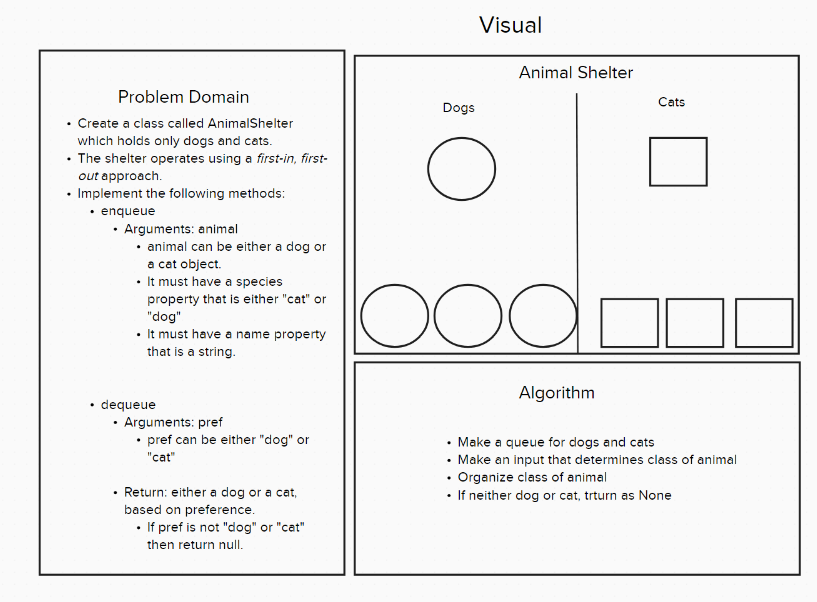 Visual
Problem Domain
• Create a class called AnimalShelter
which holds only dogs and cats.
• The shelter operates using a first-in, first-
out approach.
• Implement the following methods:
• enqueue
• Arguments: animal
• animal can be either a dog or
a cat object.
• It must have a species
property that is either "cat" or
"dog"
• It must have a name property
that is a string.
• dequeue
• Arguments: pref
• pref can be either "dog" or
"cat"
• Return: either a dog or a cat,
based on preference.
• If pref is not "dog" or "cat"
then return null.
Animal Shelter
Dogs
Cats
Algorithm
• Make a queue for dogs and cats
• Make an input that determines class of animal
• Organize class of animal
• If neither dog or cat, trturn as None